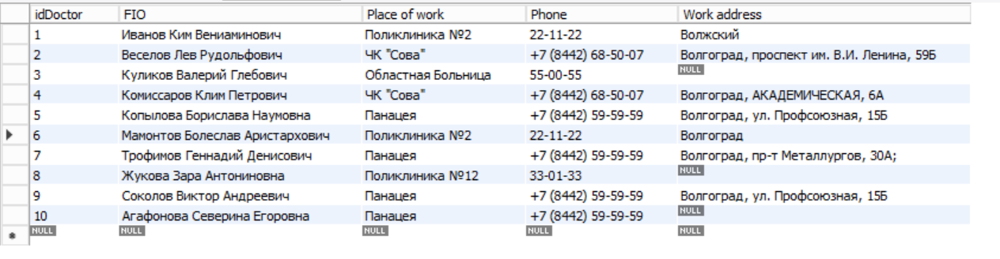 idDoctor FIO Place of work Phone Work address
1 Иванов Ким Вениаминович Поликлиника №2 22-11-22 Волжский
2 Веселов Лев Рудольфович ЧК "Сова" +7 (8442) 68-50-07 Волгоград, проспект им. В.И. Ленина, 59Б
3 Куликов Валерий Глебович Областная Больница 55-00-55 NULL
4 Комиссаров Клим Петрович ЧК "Сова" +7 (8442) 68-50-07 Волгоград, АКАДЕМИЧЕСКАЯ, 6А
5 Копылова Борислава Наумовна Панацея +7 (8442) 59-59-59 Волгоград, ул. Профсоюзная, 15Б
6 Мамонтов Болеслав Аристархович Поликлиника №2 22-11-22 Волгоград
7 Трофимов Геннадий Денисович Панацея +7 (8442) 59-59-59 Волгоград, пр-т Металлургов, 30А;
8 Жукова Зара Антониновна Поликлиника №12 33-01-33 NULL
9 Соколов Виктор Андреевич Панацея +7 (8442) 59-59-59 Волгоград, ул. Профсоюзная, 15Б
10 Агафонова Северина Егоровна Панацея +7 (8442) 59-59-59 NULL
NULL NULL NULL NULL NULL